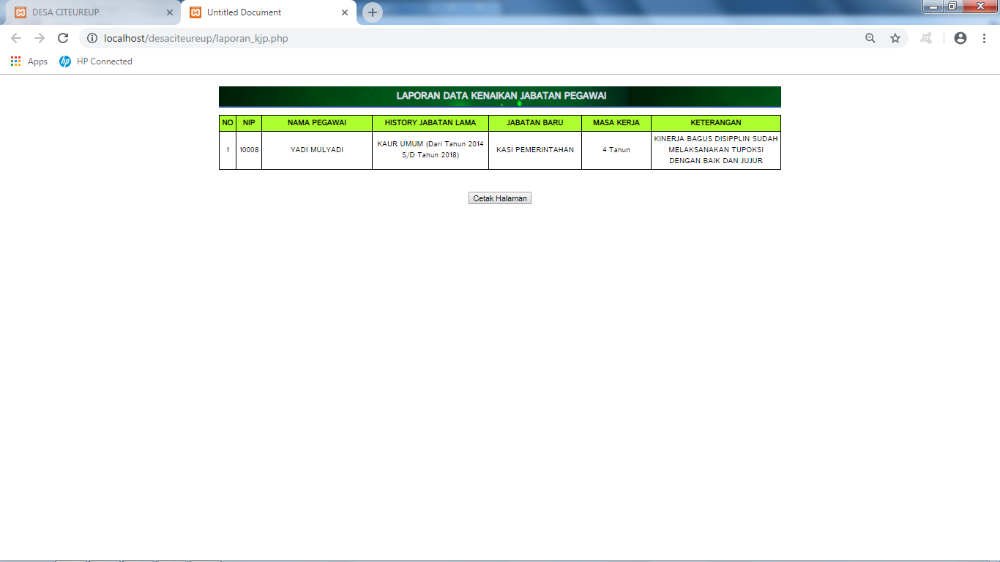 DESA CITEUREUP
Untitled Document
localhost/desaciteureup/laporan_kjp.php
Apps
HP Connected
LAPORAN DATA KENAIKAN JABATAN PEGAWAI
NO NIP NAMA PEGAWAI HISTORY JABATAN LAMA JABATAN BARU MASA KERJA KETERANGAN
1 10008 YADI MULYADI KAUR UMUM (Dari Tahun 2014
S/D Tahun 2018) KASI PEMERINTAHAN 4 Tahun KINERJA BAGUS DISIPPLIN SUDAH
MELAKSANAKAN TUPOKSI
DENGAN BAIK DAN JUJUR
Cetak Halaman